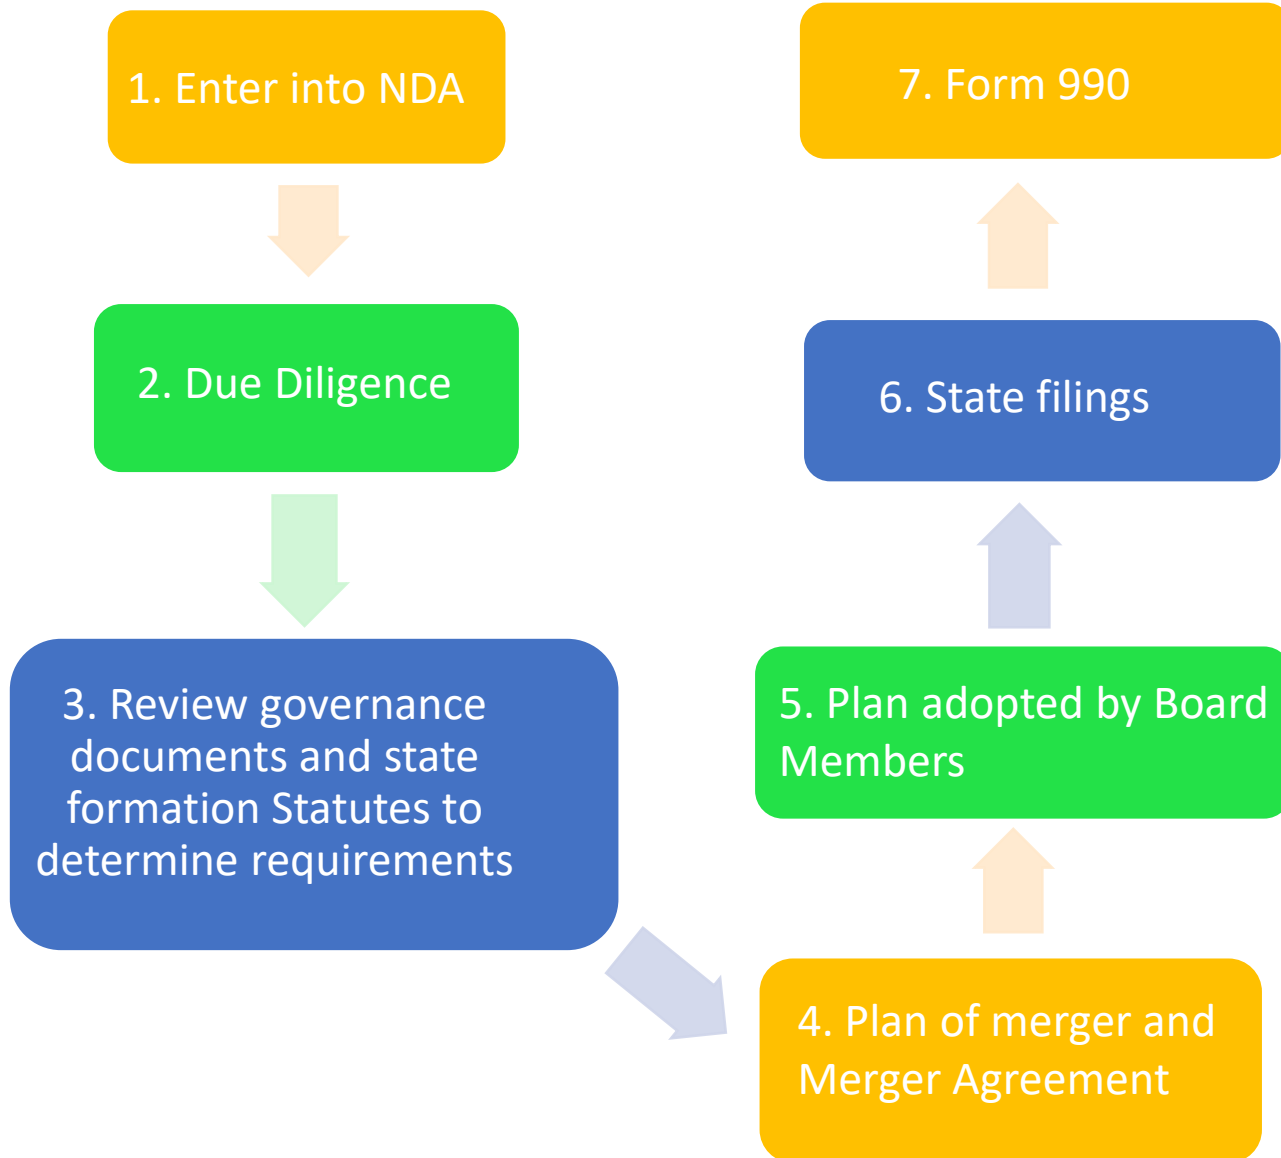 1. Enter into NDA
2. Due Diligence
3. Review governance
documents and state
formation Statutes to
determine requirements
4. Plan of merger and
Merger Agreement
5. Plan adopted by Board
Members
6. State filings
7. Form 990